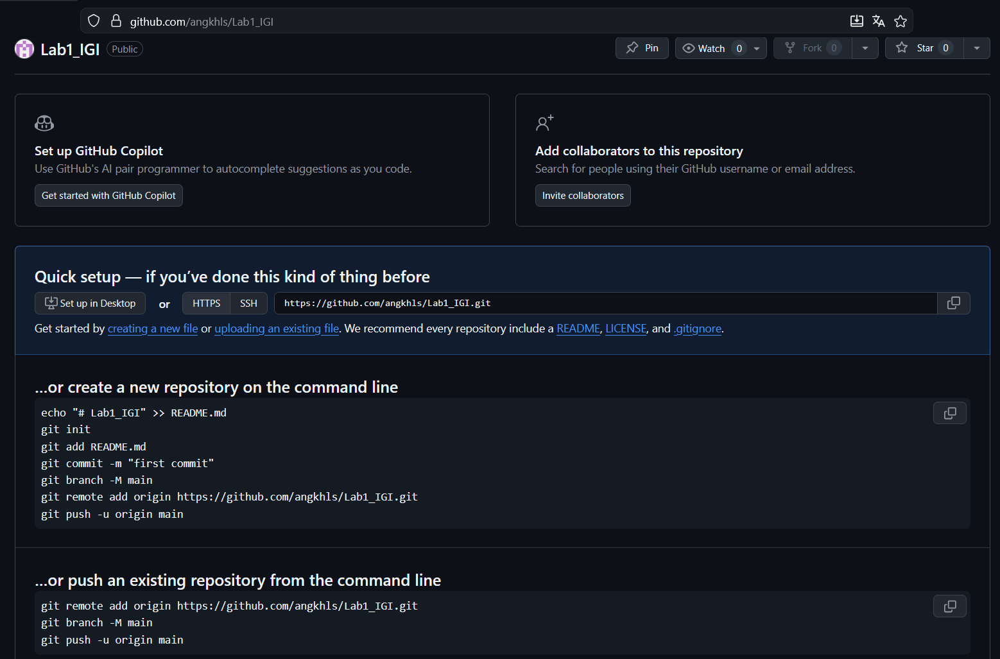 github.com/angkhls/Lab1_IGI
Lab1_IGI Public
Pin Watch 0 Fork 0 Star 0
Set up GitHub Copilot
Use GitHub's AI pair programmer to autocomplete suggestions as you code.
Get started with GitHub Copilot
Add collaborators to this repository
Search for people using their GitHub username or email address.
Invite collaborators
Quick setup — if you’ve done this kind of thing before
Set up in Desktop or HTTPS SSH https://github.com/angkhls/Lab1_IGI.git
Get started by creating a new file or uploading an existing file. We recommend every repository include a README, LICENSE, and .gitignore.
…or create a new repository on the command line
echo "# Lab1_IGI" >> README.md
git init
git add README.md
git commit -m "first commit"
git branch -M main
git remote add origin https://github.com/angkhls/Lab1_IGI.git
git push -u origin main
…or push an existing repository from the command line
git remote add origin https://github.com/angkhls/Lab1_IGI.git
git branch -M main
git push -u origin main